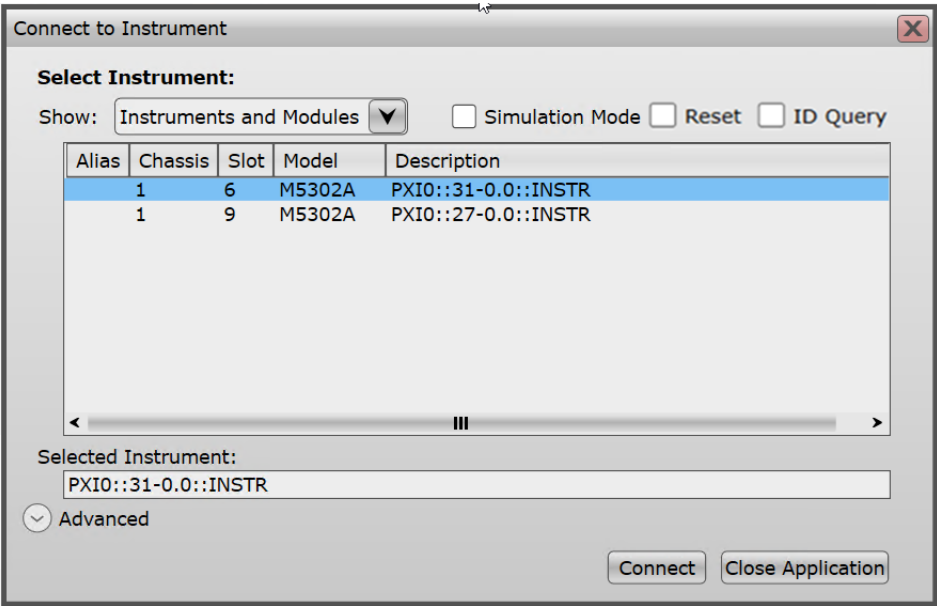 Connect to Instrument
Select Instrument:
Show: Instruments and Modules Simulation Mode Reset ID Query
Alias Chassis Slot Model Description
1 6 M5302A PXI0::31-0.0::INSTR
1 9 M5302A PXI0::27-0.0::INSTR
Selected Instrument:
PXI0::31-0.0::INSTR
Advanced
Connect Close Application